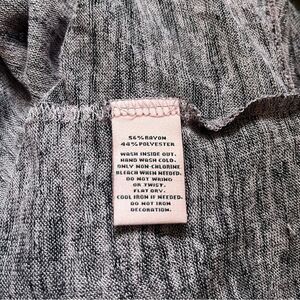 56%RAYON
44%POLYESTER
WASH INSIDE OUT.
HAND WASH COLD.
ONLY NON-CHLORINE
BLEACH WHEN NEEDED.
DO NOT WRING
OR TWIST.
FLAT DRY.
COOL IRON IF NEEDED.
DO NOT IRON
DECORATION.